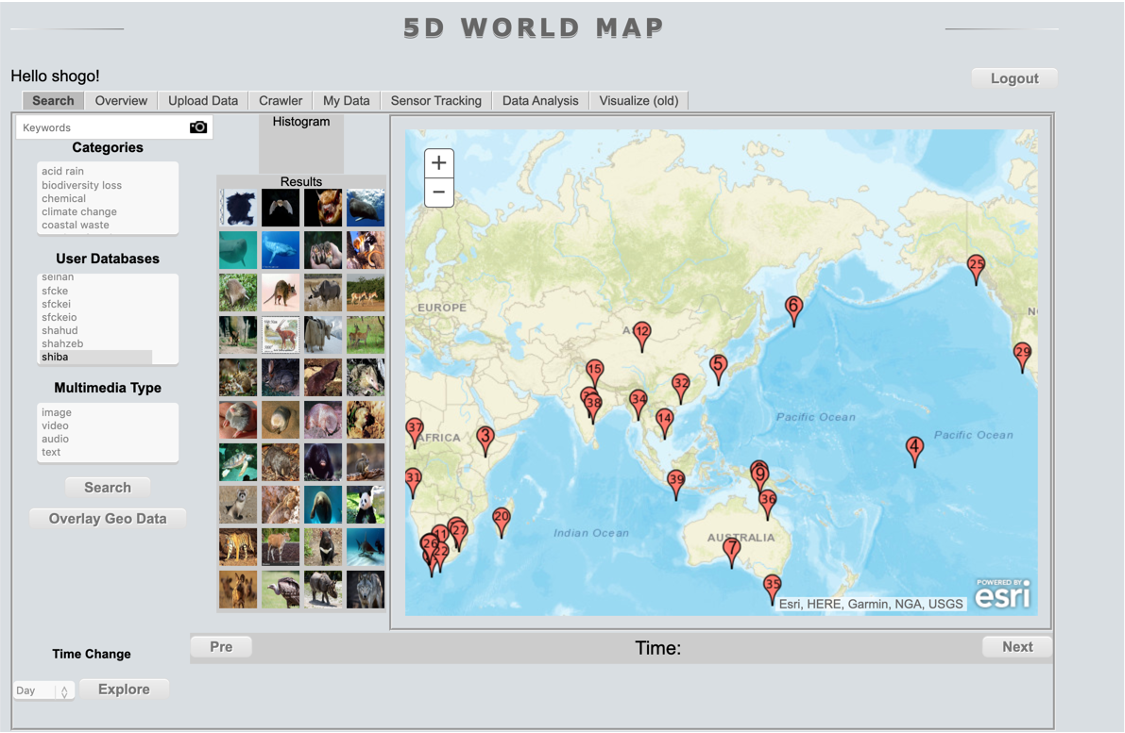 5D WORLD MAP
Hello shogo!
Logout
Search Overview Upload Data Crawler My Data Sensor Tracking Data Analysis Visualize (old)
Keywords
Categories
acid rain
biodiversity loss
chemical
climate change
coastal waste
User Databases
seinan
sfcke
sfckei
sfckeio
shahud
shahzeb
shiba
Multimedia Type
image
video
audio
text
Search
Overlay Geo Data
Time Change
Day
Explore
Histogram
Results
+
−
EUROPE
AFRICA
AUSTRALIA
Pacific Ocean
Pacific Ocean
Indian Ocean
25
6
12
29
5
15
32
38
34
14
37
3
4
9
31
39
36
20
27
11
26
22
7
35
POWERED BY
esri
Esri, HERE, Garmin, NGA, USGS
Pre
Time:
Next